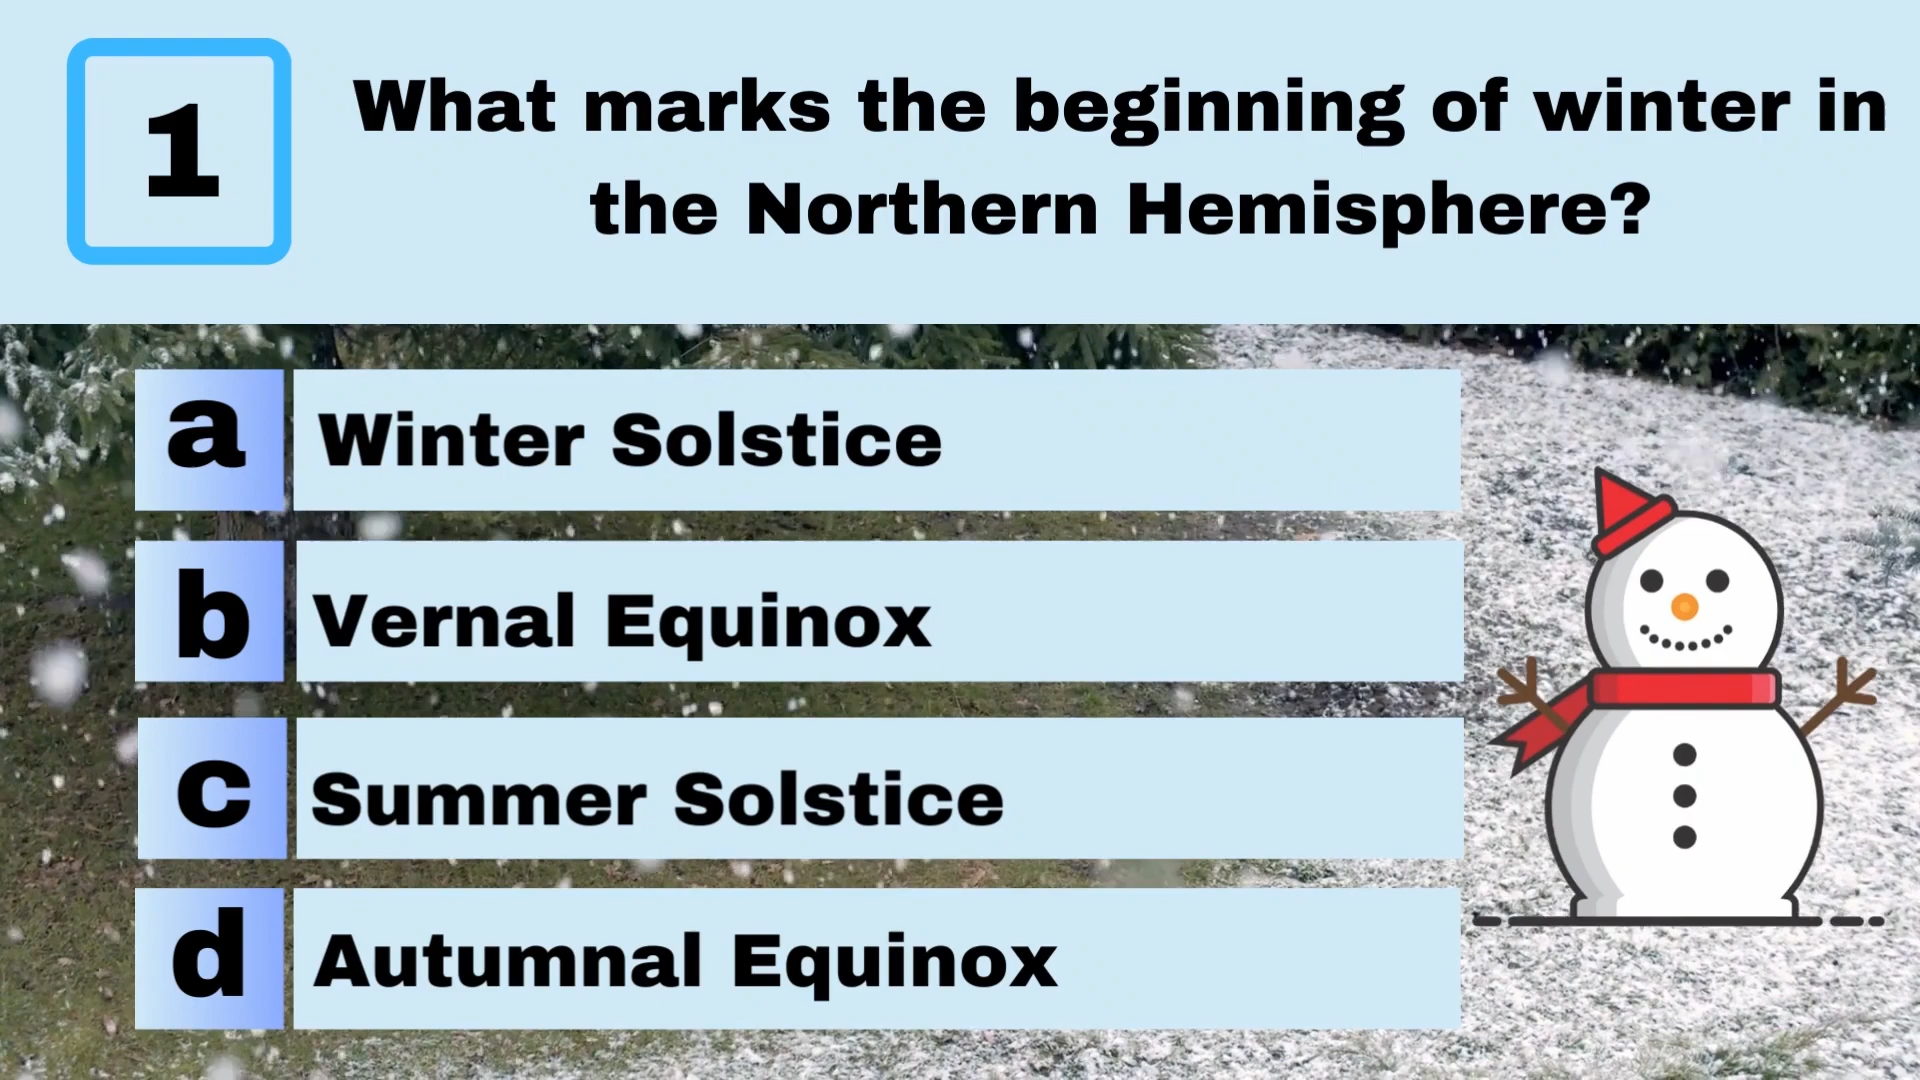 1
What marks the beginning of winter in
the Northern Hemisphere?
a Winter Solstice
b Vernal Equinox
c Summer Solstice
d Autumnal Equinox